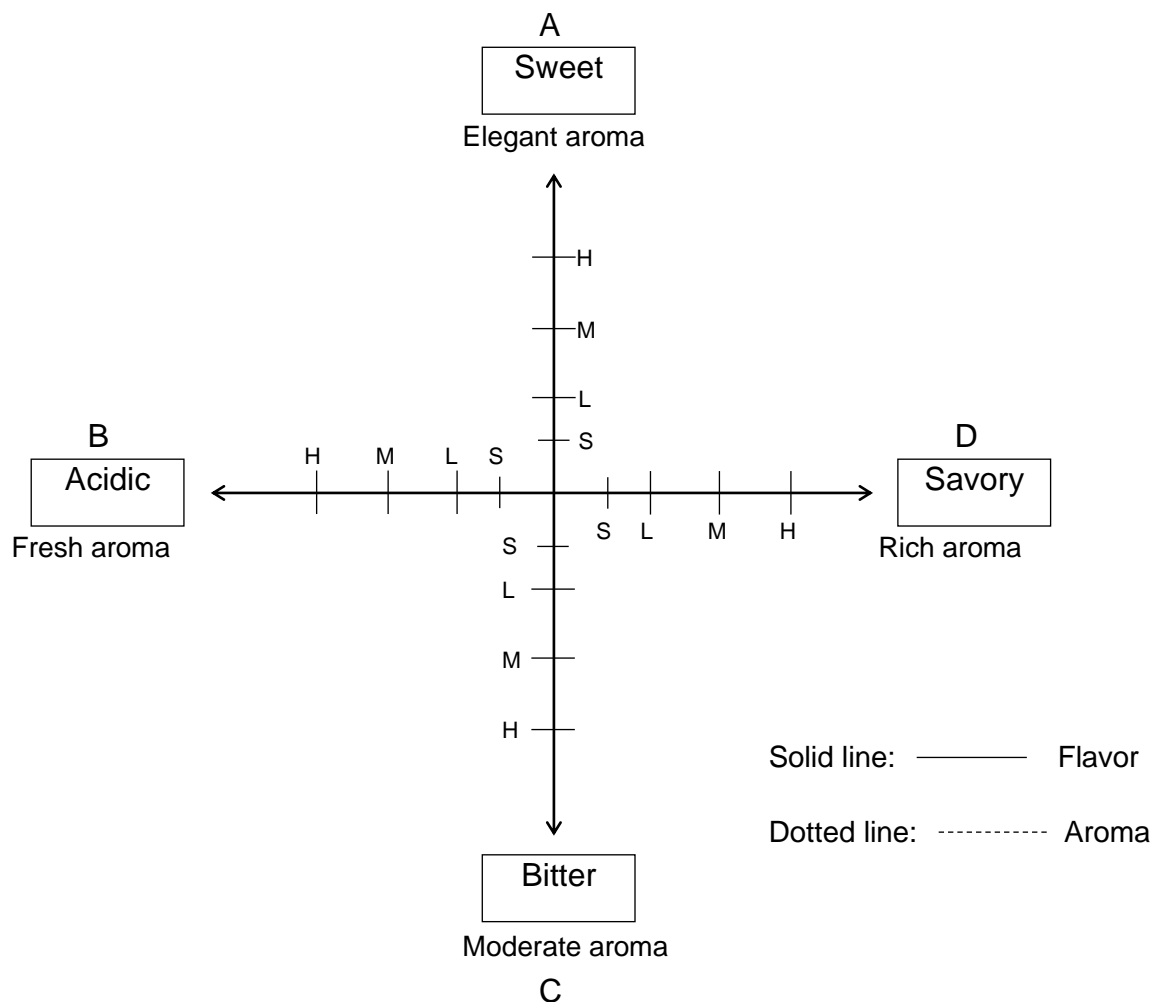 A
Sweet
Elegant aroma
H
M
L
S
B
Acidic
Fresh aroma
H M L S
D
Savory
Rich aroma
S L M H
S
L
M
H
Solid line: Flavor
Dotted line: Aroma
Bitter
Moderate aroma
C